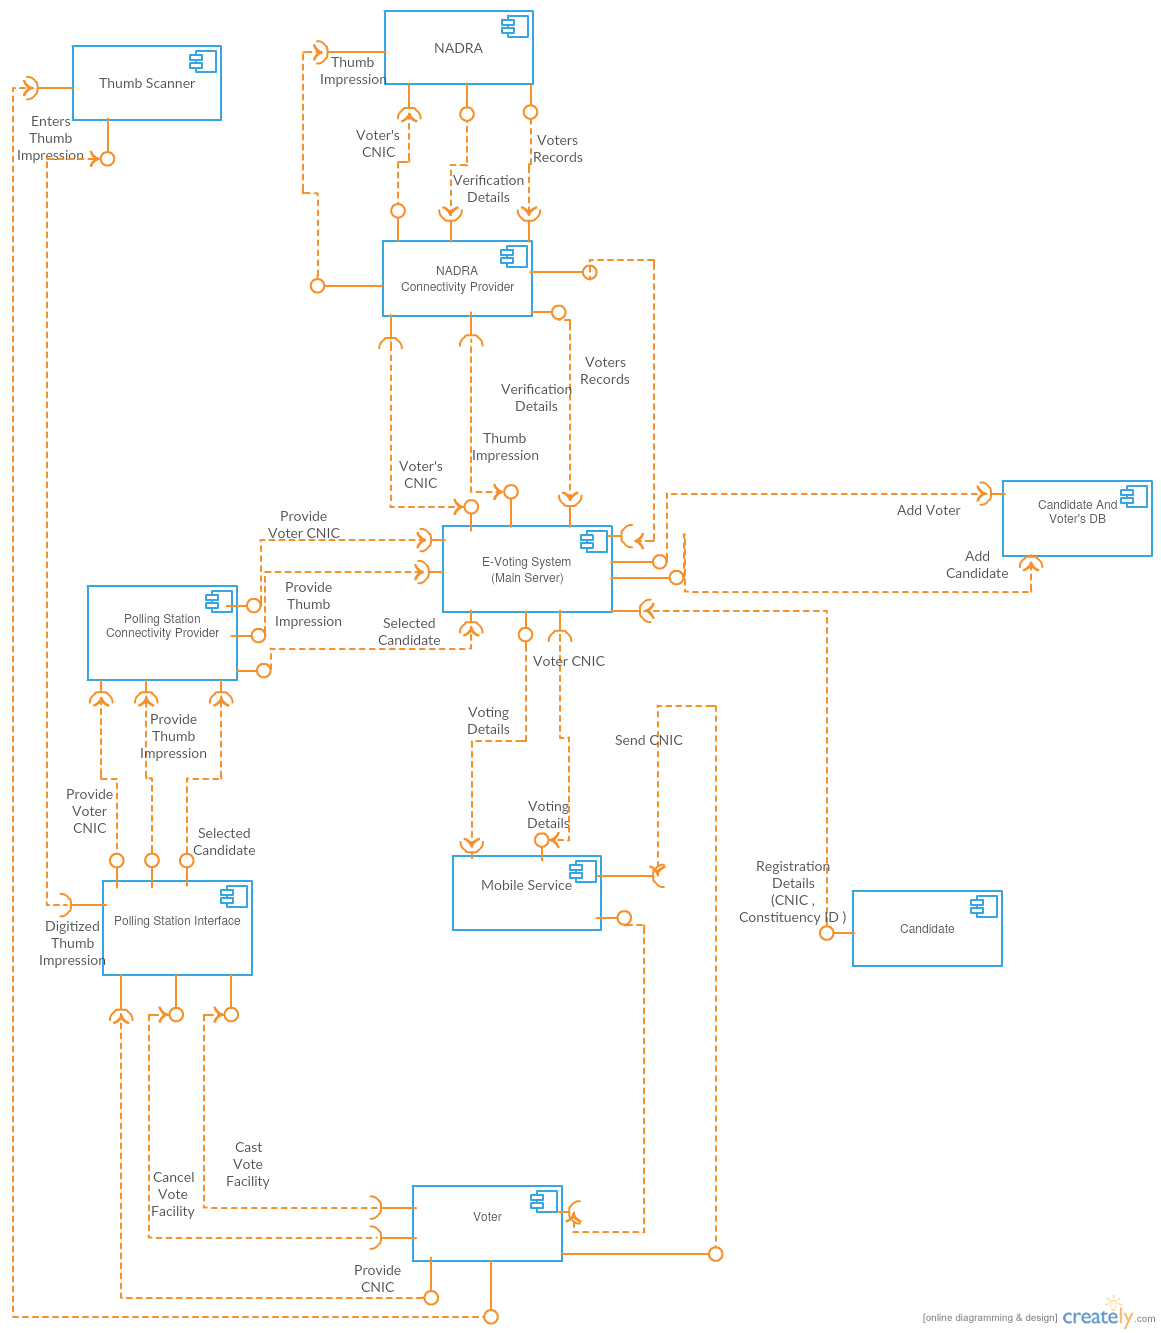 NADRA
Thumb Scanner
Thumb
Impression
Enters
Thumb
Impression
Voter's
CNIC
Voters
Records
Verification
Details
NADRA
Connectivity Provider
Voters
Records
Verification
Details
Thumb
Impression
Voter's
CNIC
Candidate And
Voter's DB
Add Voter
Provide
Voter CNIC
E-Voting System
(Main Server)
Add
Candidate
Provide
Thumb
Impression
Polling Station
Connectivity Provider
Selected
Candidate
Voter CNIC
Voting
Details
Provide
Thumb
Impression
Send CNIC
Provide
Voter
CNIC
Voting
Details
Selected
Candidate
Mobile Service
Registration
Details
(CNIC ,
Constituency ID )
Polling Station Interface
Candidate
Digitized
Thumb
Impression
Cast
Vote
Facility
Cancel
Vote
Facility
Voter
Provide
CNIC
[online diagramming & design] creately.com